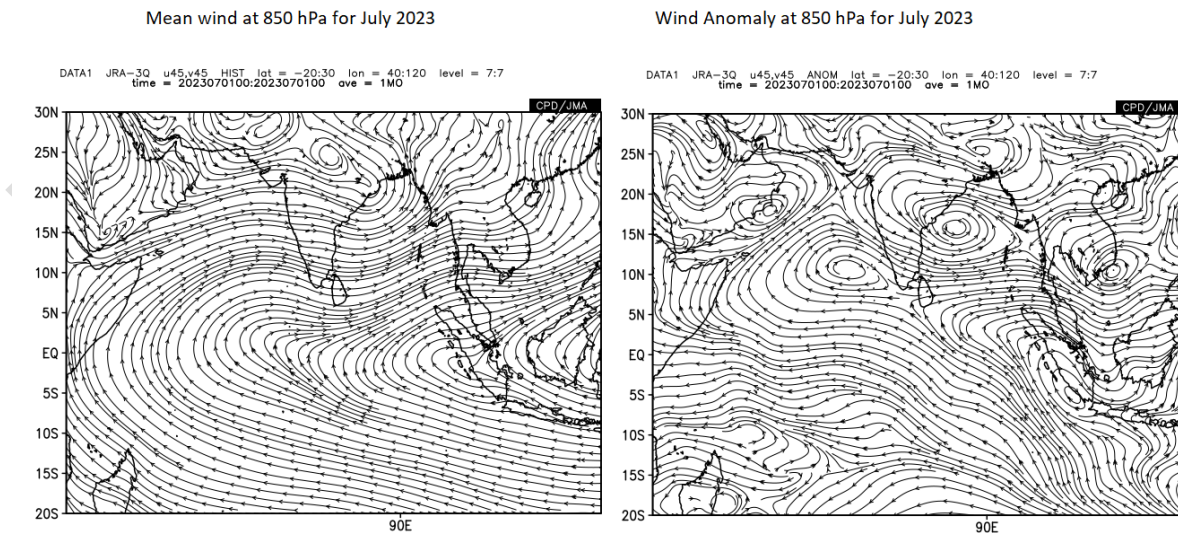 Mean wind at 850 hPa for July 2023
DATA1 JRA-3Q u45,v45 HIST lat = -20:30 lon = 40:120 level = 7:7
time = 2023070100:2023070100 ave = 1MO
CPD/JMA
30N
25N
20N
15N
10N
5N
EQ
5S
10S
15S
20S
90E
Wind Anomaly at 850 hPa for July 2023
DATA1 JRA-3Q u45,v45 ANOM lat = -20:30 lon = 40:120 level = 7:7
time = 2023070100:2023070100 ave = 1MO
CPD/JMA
30N
25N
20N
15N
10N
5N
EQ
5S
10S
15S
20S
90E